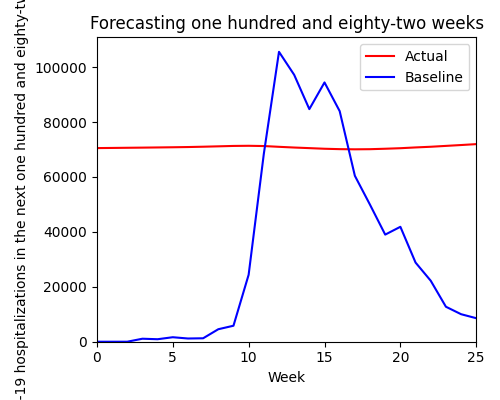 Forecasting one hundred and eighty-two weeks
-19 hospitalizations in the next one hundred and eighty-tw
100000
80000
60000
40000
20000
0
Actual
Baseline
0 5 10 15 20 25
Week